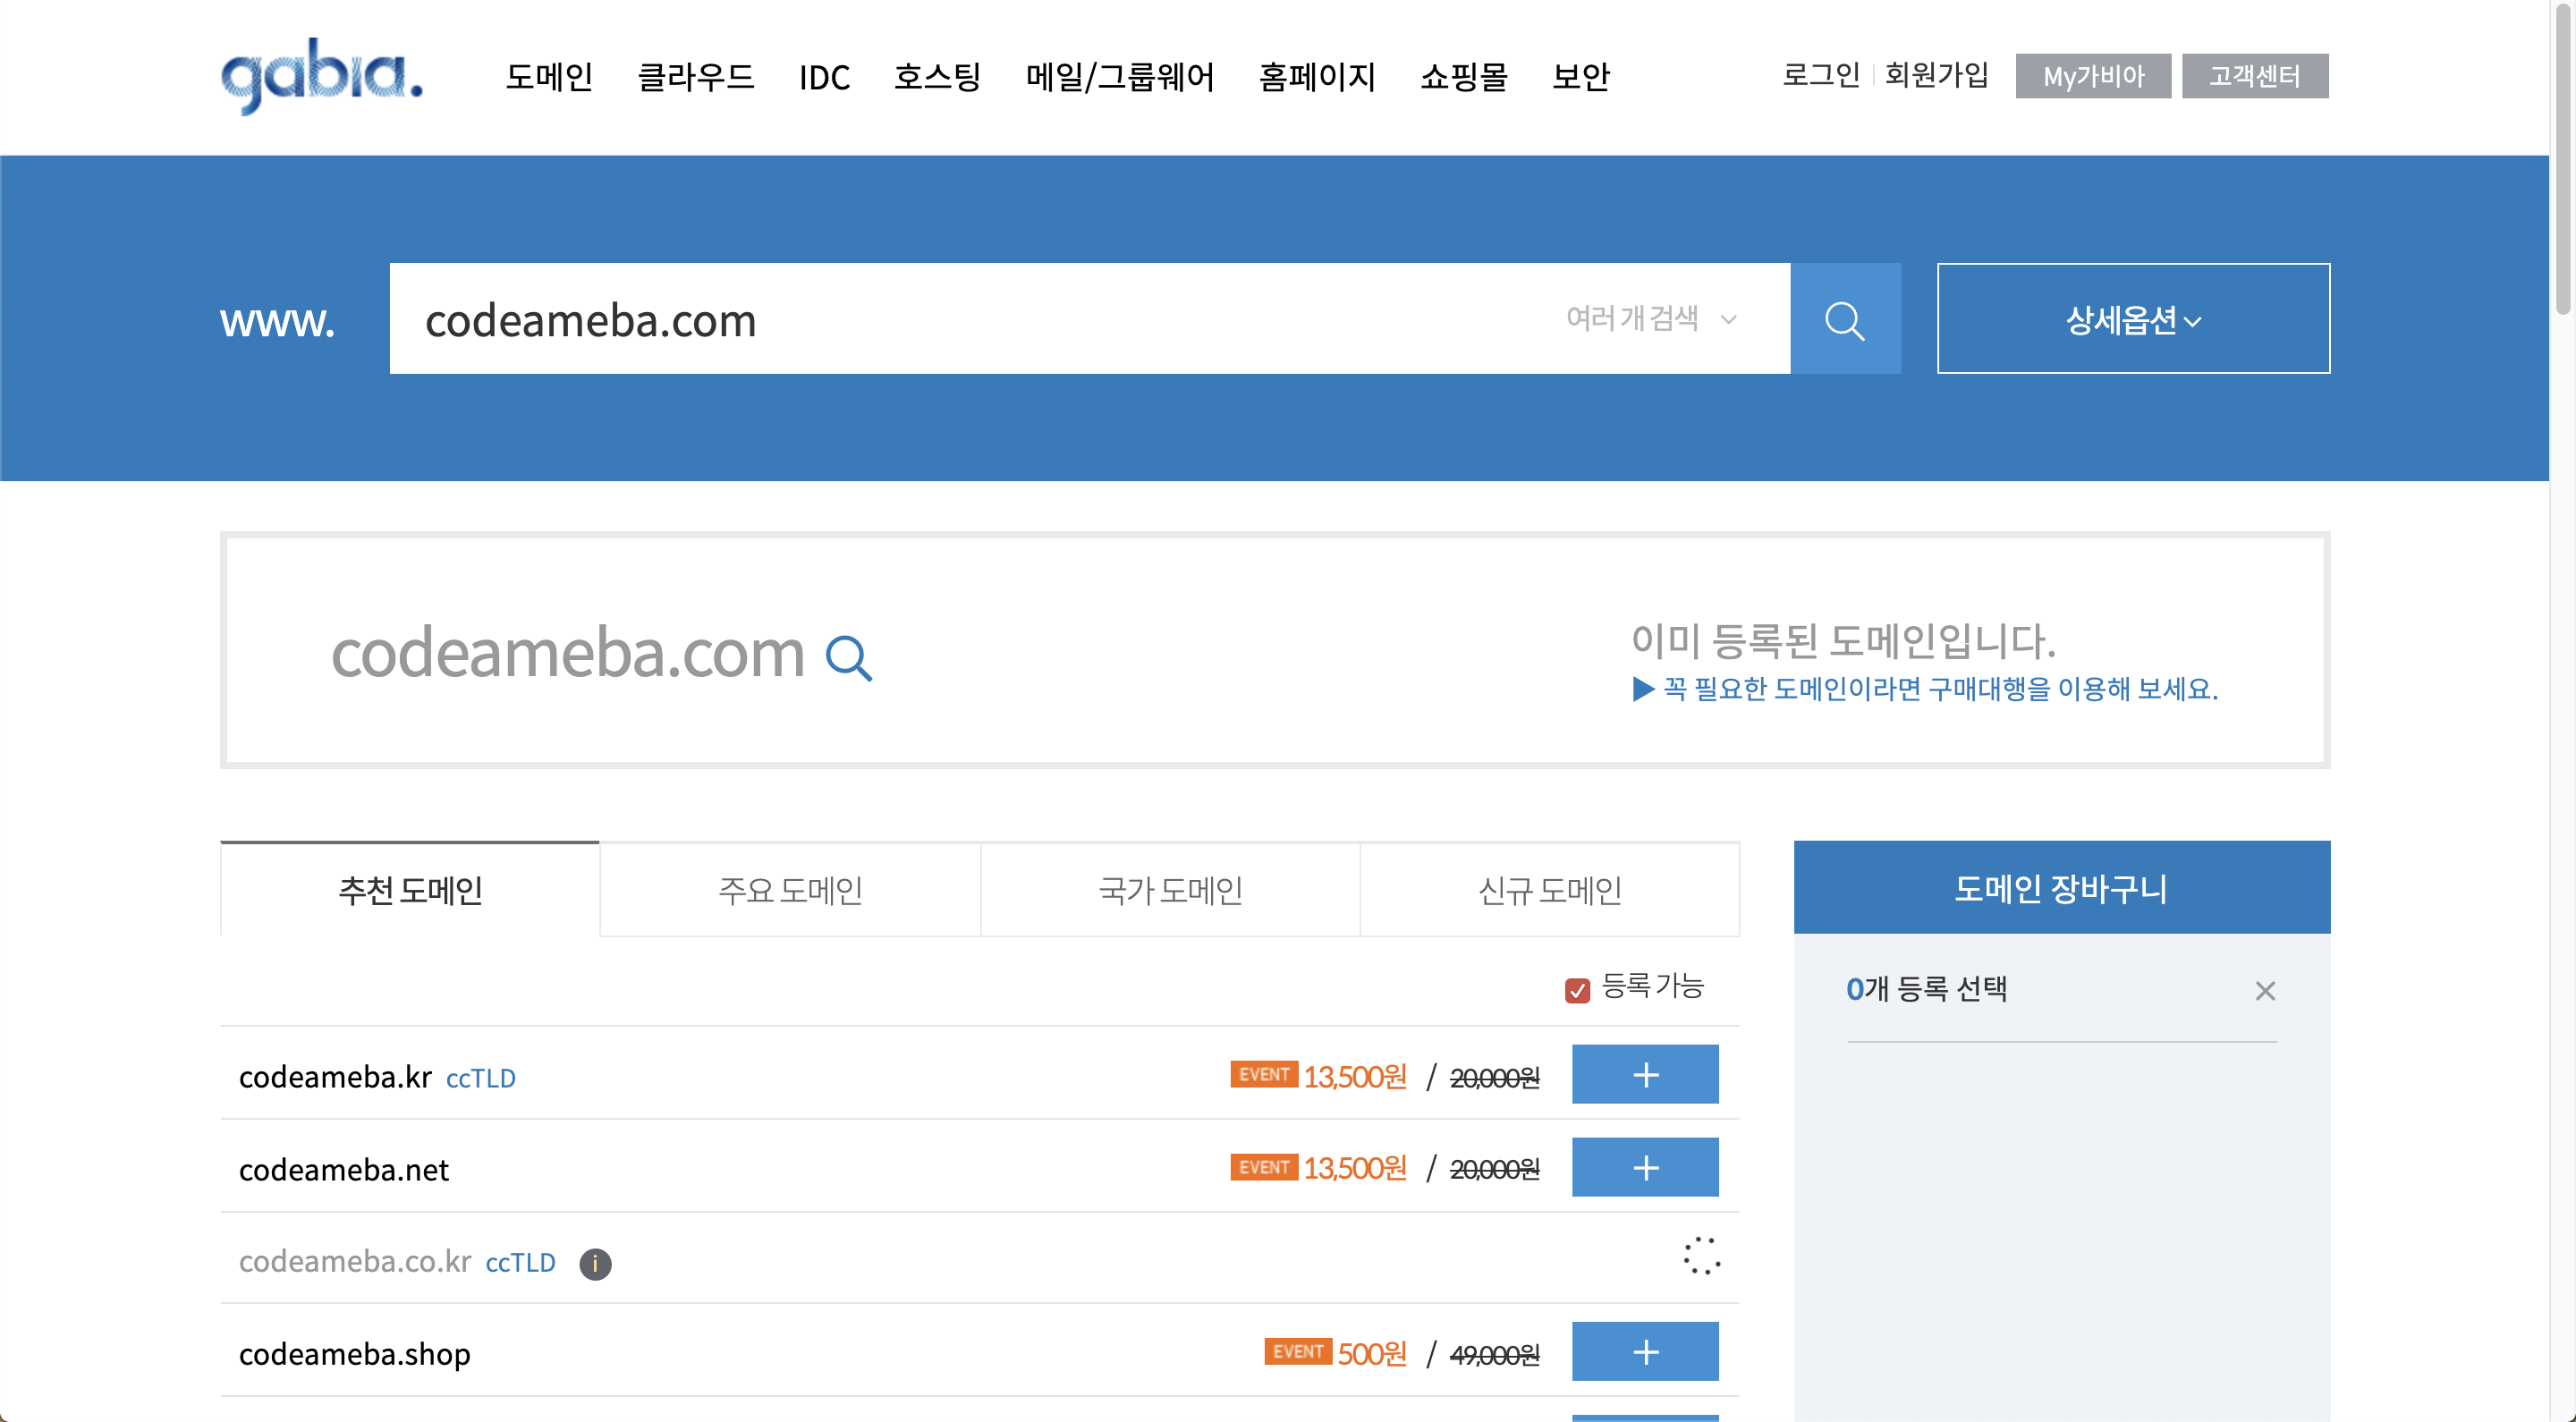 gabia.
도메인 클라우드 IDC 호스팅 메일/그룹웨어 홈페이지 쇼핑몰 보안
로그인 회원가입 My가비아 고객센터
www. codeameba.com 여러 개 검색 상세옵션
codeameba.com
이미 등록된 도메인입니다.
▶ 꼭 필요한 도메인이라면 구매대행을 이용해 보세요.
추천 도메인 주요 도메인 국가 도메인 신규 도메인
등록 가능
codeameba.kr ccTLD EVENT 13,500원 / 20,000원 +
codeameba.net EVENT 13,500원 / 20,000원 +
codeameba.co.kr ccTLD i
codeameba.shop EVENT 500원 / 49,000원 +
도메인 장바구니
0개 등록 선택 ×